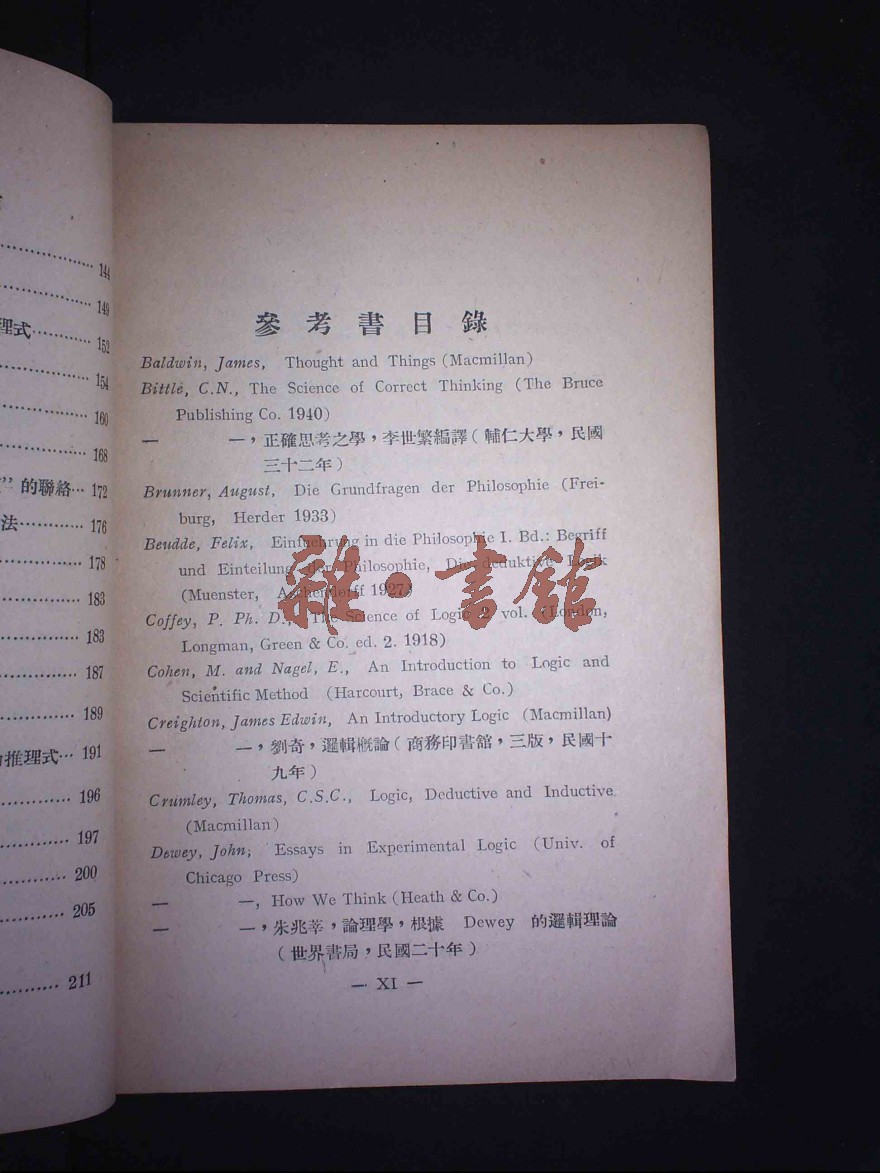 144
149
理式 152
154
160
168
” 的聯絡 172
法 176
178
183
183
187
189
推理式 191
196
197
200
205
211
參考書目錄
Baldwin, James, Thought and Things (Macmillan)
Bittle, C.N., The Science of Correct Thinking (The Bruce
Publishing Co. 1940)
— —，正確思考之學，李世繁編譯（輔仁大學，民國
三十二年）
Brunner, August, Die Grundfragen der Philosophie (Frei-
burg, Herder 1933)
Beudde, Felix, Einfuehrung in die Philosophie I. Bd.: Begriff
und Einteilung der Philosophie, Die deduktive Logik
(Muenster, Aschendorff 1927)
Coffey, P. Ph. D., The Science of Logic 2 vol. (London,
Longman, Green & Co. ed. 2. 1918)
Cohen, M. and Nagel, E., An Introduction to Logic and
Scientific Method (Harcourt, Brace & Co.)
Creighton, James Edwin, An Introductory Logic (Macmillan)
— —，劉奇，邏輯概論（商務印書館，三版，民國十
九年）
Crumley, Thomas, C.S.C., Logic, Deductive and Inductive
(Macmillan)
Dewey, John, Essays in Experimental Logic (Univ. of
Chicago Press)
— —, How We Think (Heath & Co.)
— —，朱兆莘，論理學，根據 Dewey 的邏輯理論
（世界書局，民國二十年）
— XI —
雜·書館